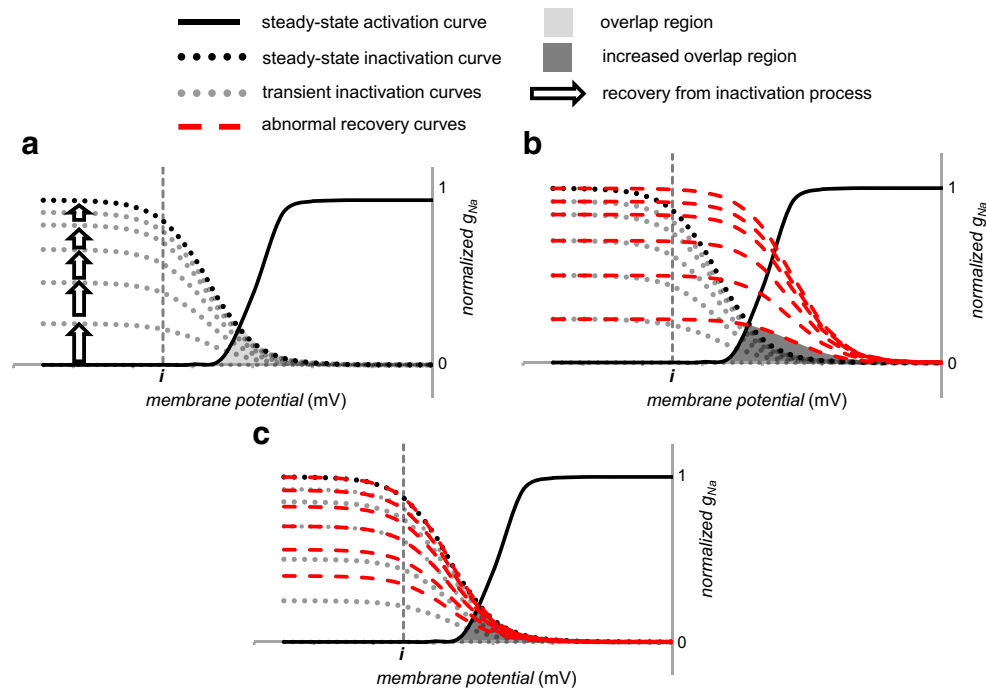 steady-state activation curve
steady-state inactivation curve
transient inactivation curves
abnormal recovery curves
overlap region
increased overlap region
recovery from inactivation process
a
1
normalized gNa
0
i
membrane potential (mV)
b
1
normalized gNa
0
i
membrane potential (mV)
c
1
normalized gNa
0
i
membrane potential (mV)